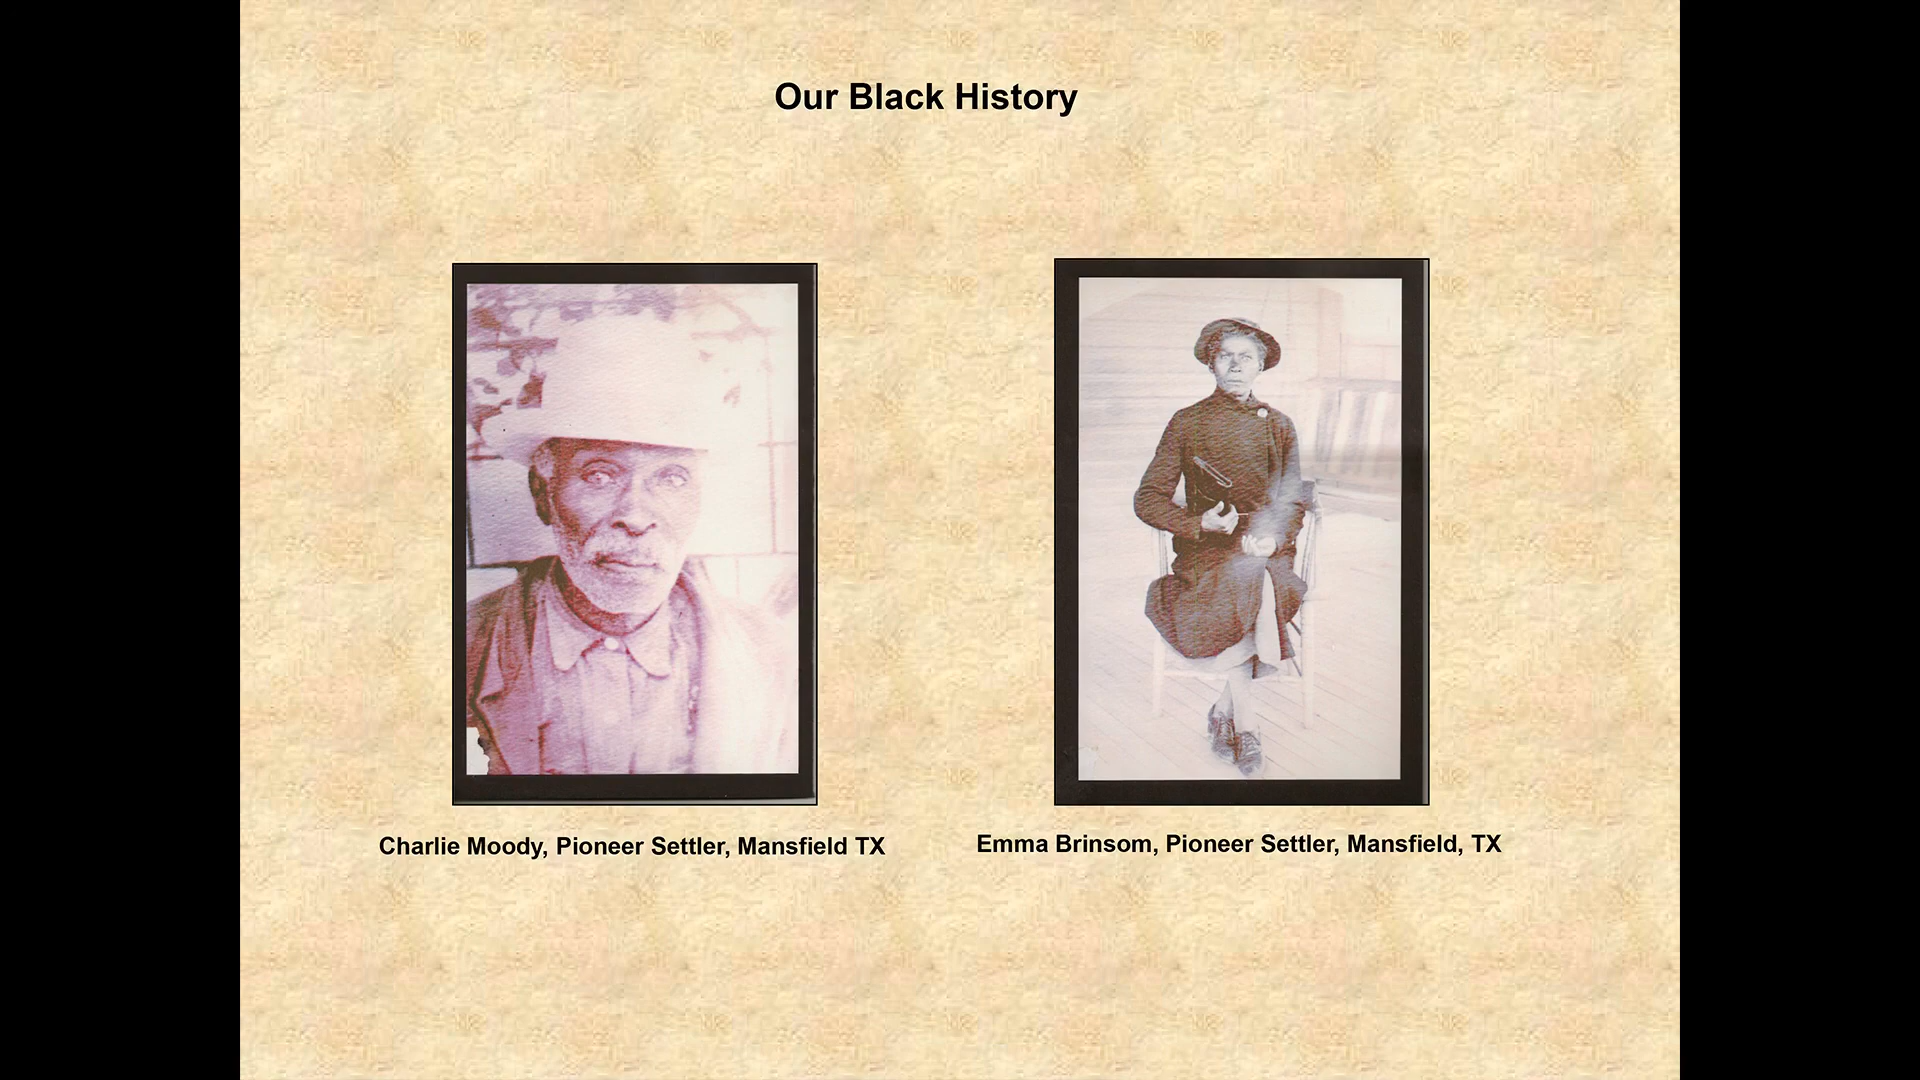 Our Black History
Charlie Moody, Pioneer Settler, Mansfield TX
Emma Brinsom, Pioneer Settler, Mansfield, TX